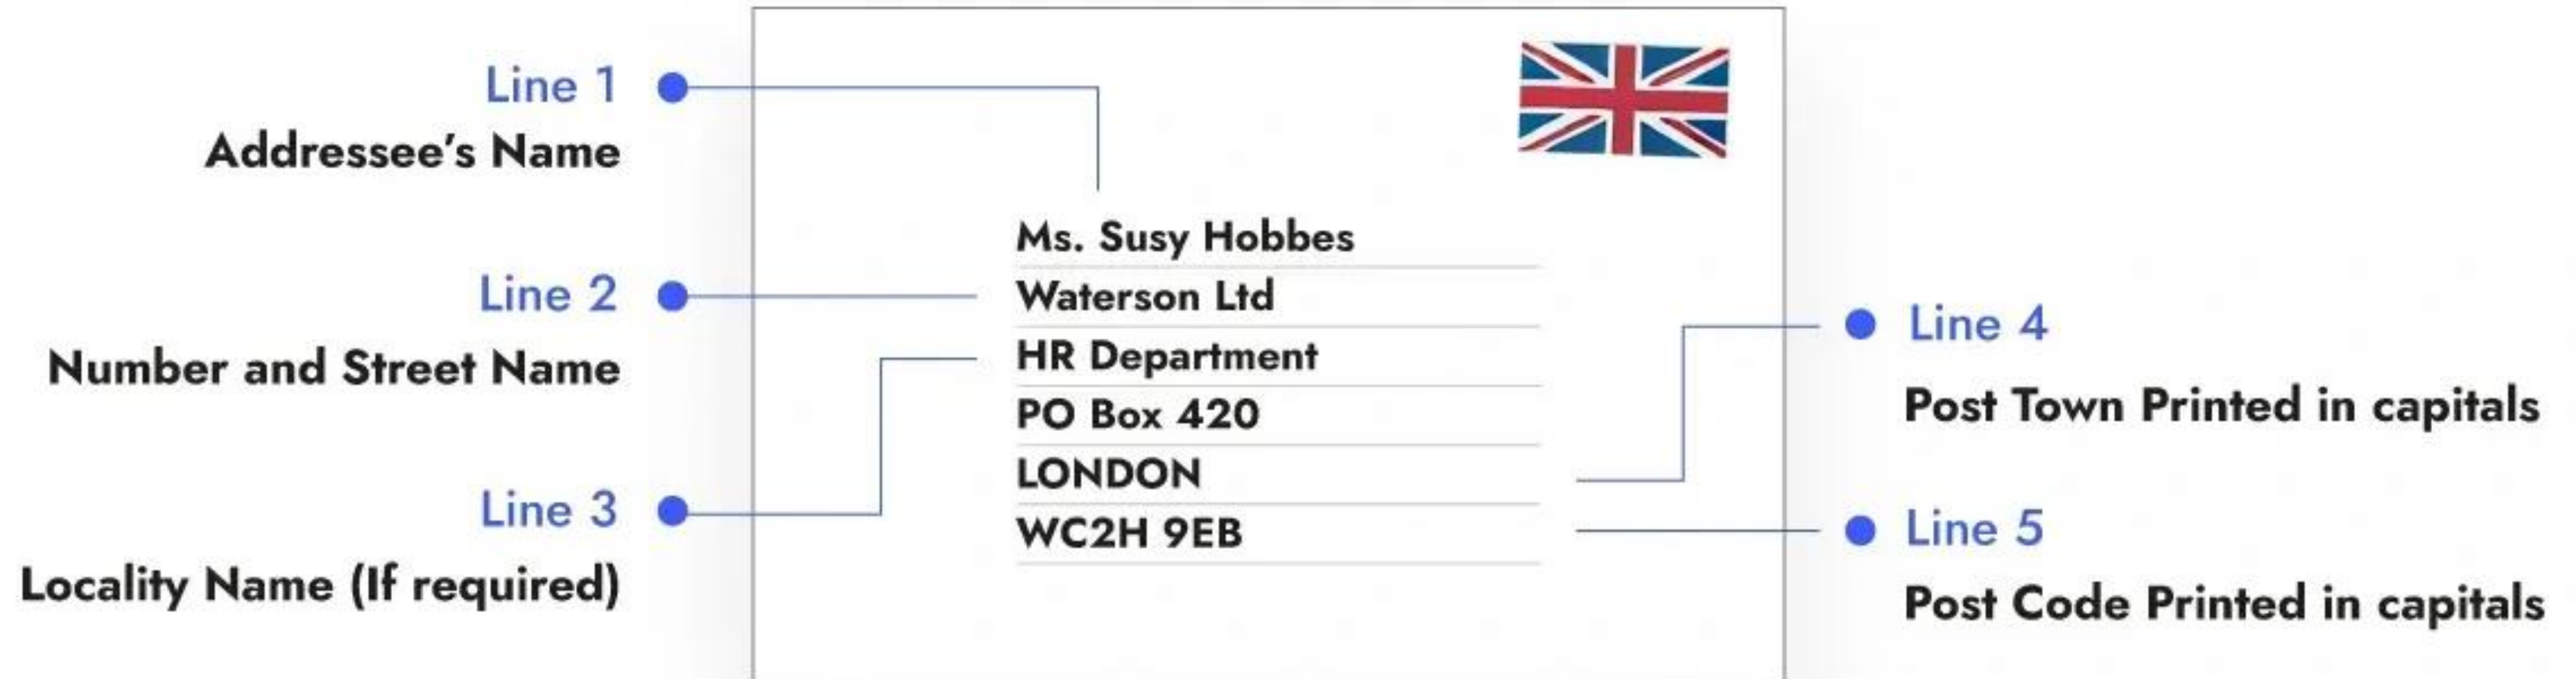 Line 1
Addressee's Name
Line 2
Number and Street Name
Line 3
Locality Name (If required)
Ms. Susy Hobbes
Waterson Ltd
HR Department
PO Box 420
LONDON
WC2H 9EB
Line 4
Post Town Printed in capitals
Line 5
Post Code Printed in capitals